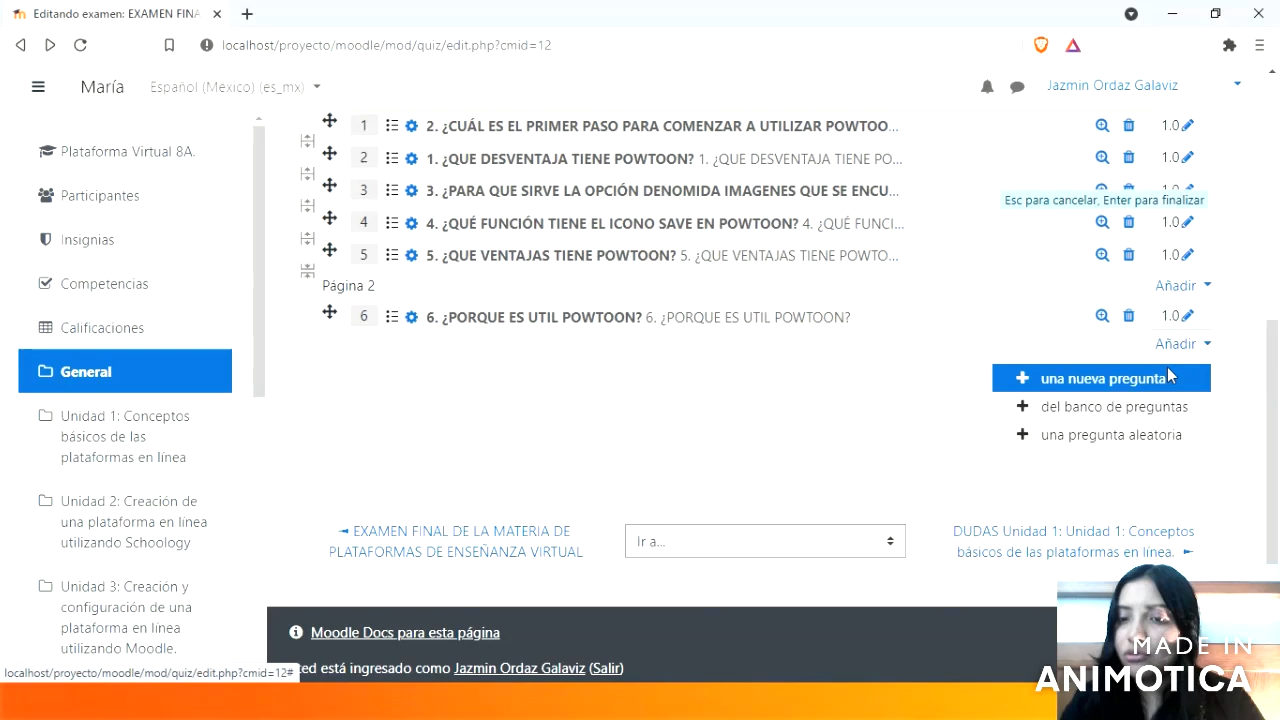 Editando examen: EXAMEN FINA
localhost/proyecto/moodle/mod/quiz/edit.php?cmid=12
María
Español (Mexico) (es_mx)
Jazmin Ordaz Galaviz
Plataforma Virtual 8A.
Participantes
Insignias
Competencias
Calificaciones
General
Unidad 1: Conceptos
básicos de las
plataformas en línea
Unidad 2: Creación de
una plataforma en línea
utilizando Schoology
Unidad 3: Creación y
configuración de una
plataforma en línea
utilizando Moodle.
1 2. ¿CUÁL ES EL PRIMER PASO PARA COMENZAR A UTILIZAR POWTOO... 1.0
2 1. ¿QUE DESVENTAJA TIENE POWTOON? 1. ¿QUE DESVENTAJA TIENE PO... 1.0
3 3. ¿PARA QUE SIRVE LA OPCIÓN DENOMIDA IMAGENES QUE SE ENCU...
Esc para cancelar, Enter para finalizar
4 4. ¿QUÉ FUNCIÓN TIENE EL ICONO SAVE EN POWTOON? 4. ¿QUÉ FUNCI... 1.0
5 5. ¿QUE VENTAJAS TIENE POWTOON? 5. ¿QUE VENTAJAS TIENE POWTO... 1.0
Página 2 Añadir
6 6. ¿PORQUE ES UTIL POWTOON? 6. ¿PORQUE ES UTIL POWTOON? 1.0
Añadir
una nueva pregunta
del banco de preguntas
una pregunta aleatoria
◄ EXAMEN FINAL DE LA MATERIA DE
PLATAFORMAS DE ENSEÑANZA VIRTUAL
Ir a...
DUDAS Unidad 1: Unidad 1: Conceptos
básicos de las plataformas en línea. ►
Moodle Docs para esta página
ted está ingresado como Jazmin Ordaz Galaviz (Salir)
localhost/proyecto/moodle/mod/quiz/edit.php?cmid=12#
MADE IN
ANIMOTICA